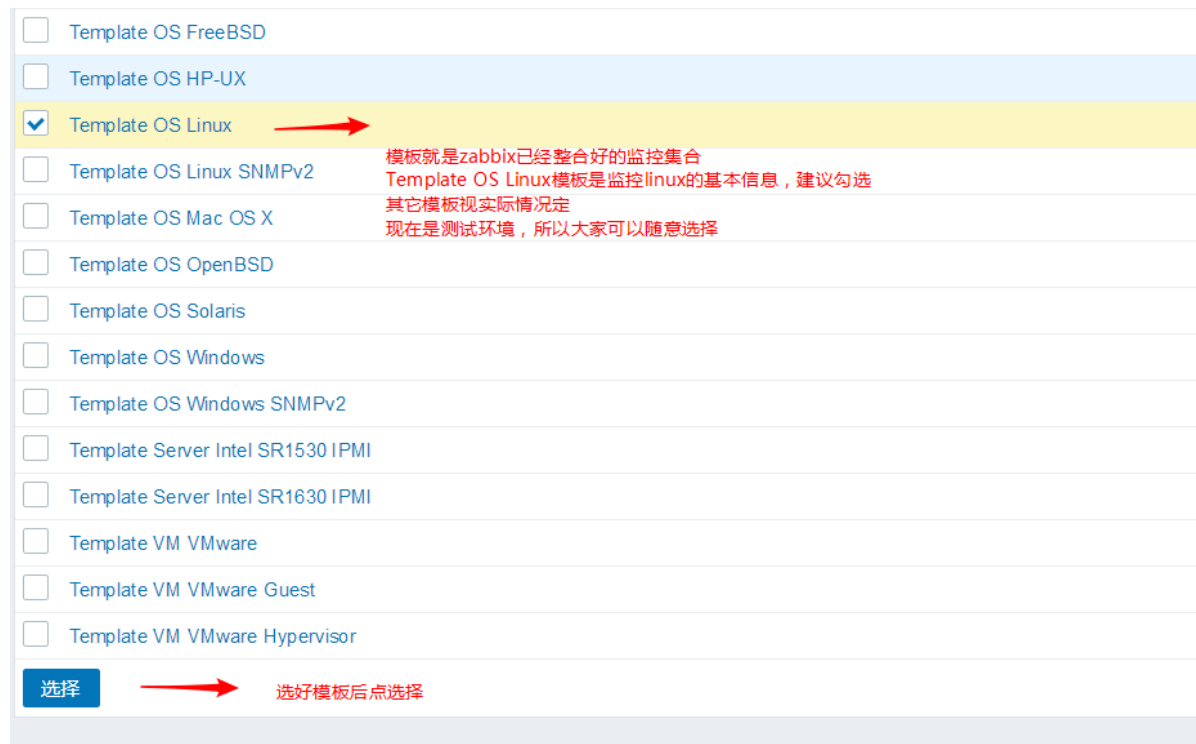 Template OS FreeBSD
Template OS HP-UX
Template OS Linux
模板就是zabbix已经整合好的监控集合
Template OS Linux SNMPv2
Template OS Linux模板是监控linux的基本信息，建议勾选
其它模板视实际情况定
Template OS Mac OS X
现在是测试环境，所以大家可以随意选择
Template OS OpenBSD
Template OS Solaris
Template OS Windows
Template OS Windows SNMPv2
Template Server Intel SR1530 IPMI
Template Server Intel SR1630 IPMI
Template VM VMware
Template VM VMware Guest
Template VM VMware Hypervisor
选择
选好模板后点选择